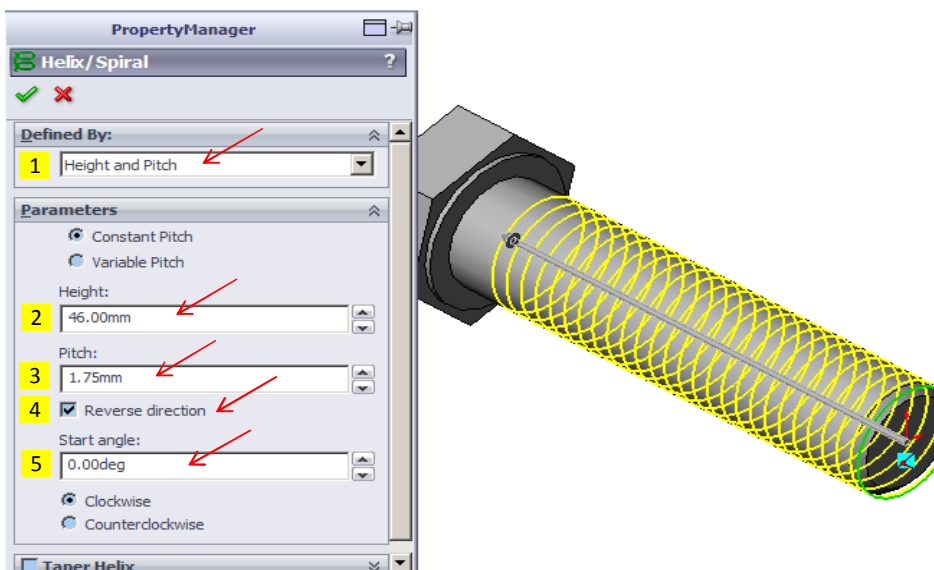 PropertyManager
Helix/Spiral ?
Defined By:
1 Height and Pitch
Parameters
Constant Pitch
Variable Pitch
Height:
2 46.00mm
Pitch:
3 1.75mm
4 Reverse direction
Start angle:
5 0.00deg
Clockwise
Counterclockwise
Taper Helix